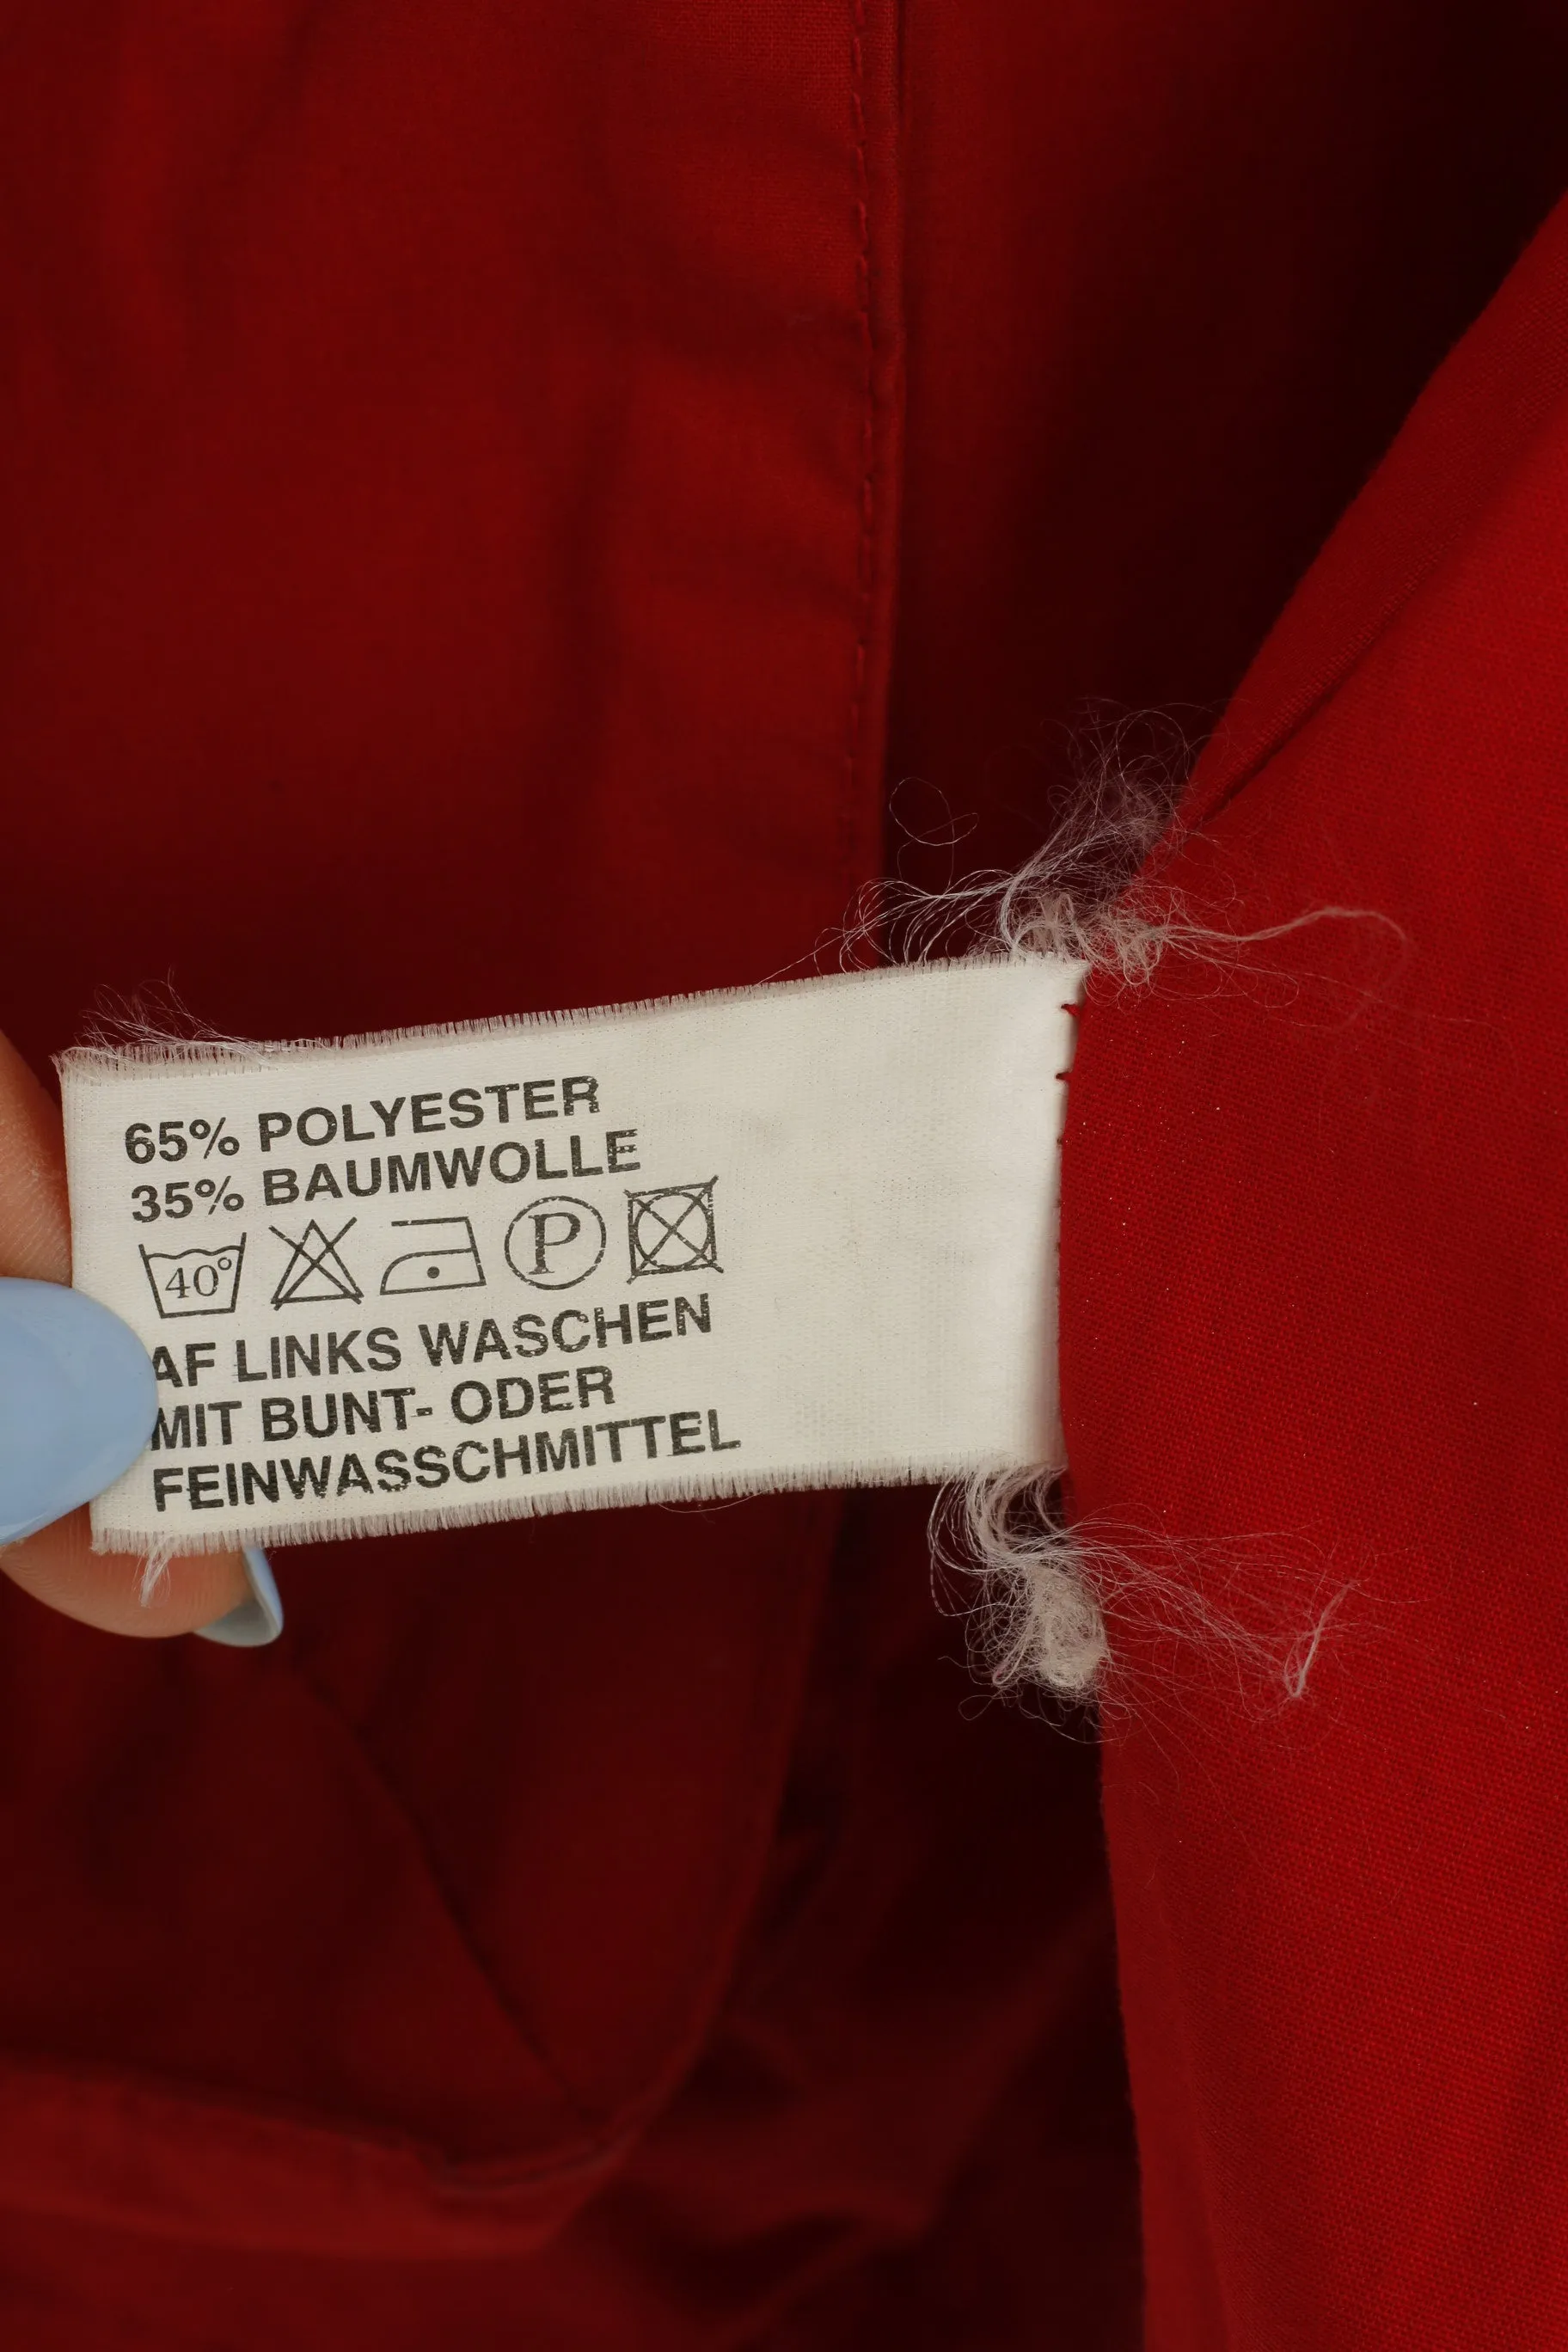 65% POLYESTER
35% BAUMWOLLE
40° P
AF LINKS WASCHEN
MIT BUNT- ODER
FEINWASSCHMITTEL